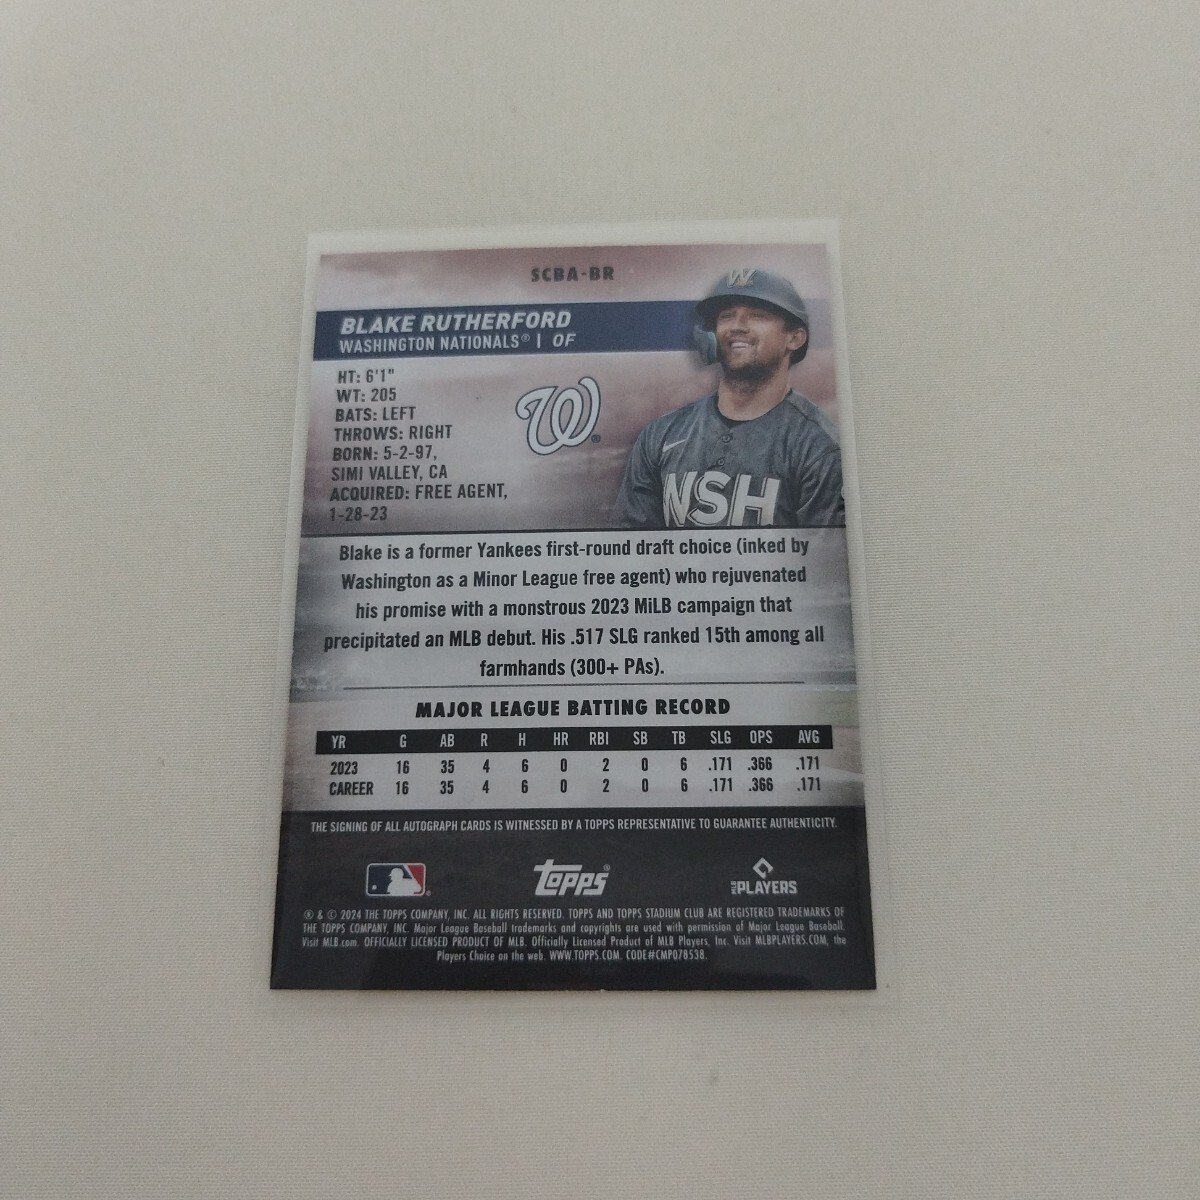 SCBA-BR
W
BLAKE RUTHERFORD
WASHINGTON NATIONALS® | OF
HT: 6'1"
WT: 205
BATS: LEFT
THROWS: RIGHT
BORN: 5-2-97,
SIMI VALLEY, CA
ACQUIRED: FREE AGENT,
1-28-23
W®
WSH
Blake is a former Yankees first-round draft choice (inked by
Washington as a Minor League free agent) who rejuvenated
his promise with a monstrous 2023 MiLB campaign that
precipitated an MLB debut. His .517 SLG ranked 15th among all
farmhands (300+ PAs).
MAJOR LEAGUE BATTING RECORD
YR G AB R H HR RBI SB TB SLG OPS AVG
2023 16 35 4 6 0 2 0 6 .171 .366 .171
CAREER 16 35 4 6 0 2 0 6 .171 .366 .171
THE SIGNING OF ALL AUTOGRAPH CARDS IS WITNESSED BY A TOPPS REPRESENTATIVE TO GUARANTEE AUTHENTICITY.
topps®
MLB PLAYERS
® & © 2024 THE TOPPS COMPANY, INC. ALL RIGHTS RESERVED. TOPPS AND TOPPS STADIUM CLUB ARE REGISTERED TRADEMARKS OF
THE TOPPS COMPANY, INC. Major League Baseball trademarks and copyrights are used with permission of Major League Baseball.
Visit MLB.com. OFFICIALLY LICENSED PRODUCT OF MLB. Officially Licensed Product of MLB Players, Inc. Visit MLBPLAYERS.COM, the
Players Choice on the web. WWW.TOPPS.COM. CODE#CMP078538.